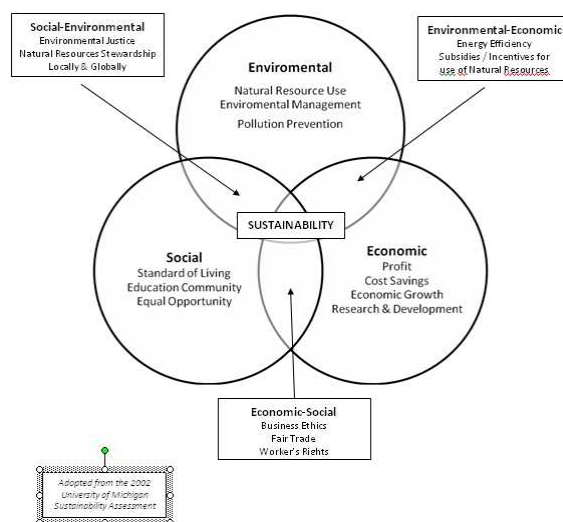 Social-Environmental
Environmental Justice
Natural Resources Stewardship
Locally & Globally
Environmental-Economic
Energy Efficiency
Subsidies / Incentives for
use of Natural Resources
Enviromental
Natural Resource Use
Enviromental Management
Pollution Prevention
SUSTAINABILITY
Social
Standard of Living
Education Community
Equal Opportunity
Economic
Profit
Cost Savings
Economic Growth
Research & Development
Economic-Social
Business Ethics
Fair Trade
Worker's Rights
Adopted from the 2002
University of Michigan
Sustainability Assessment